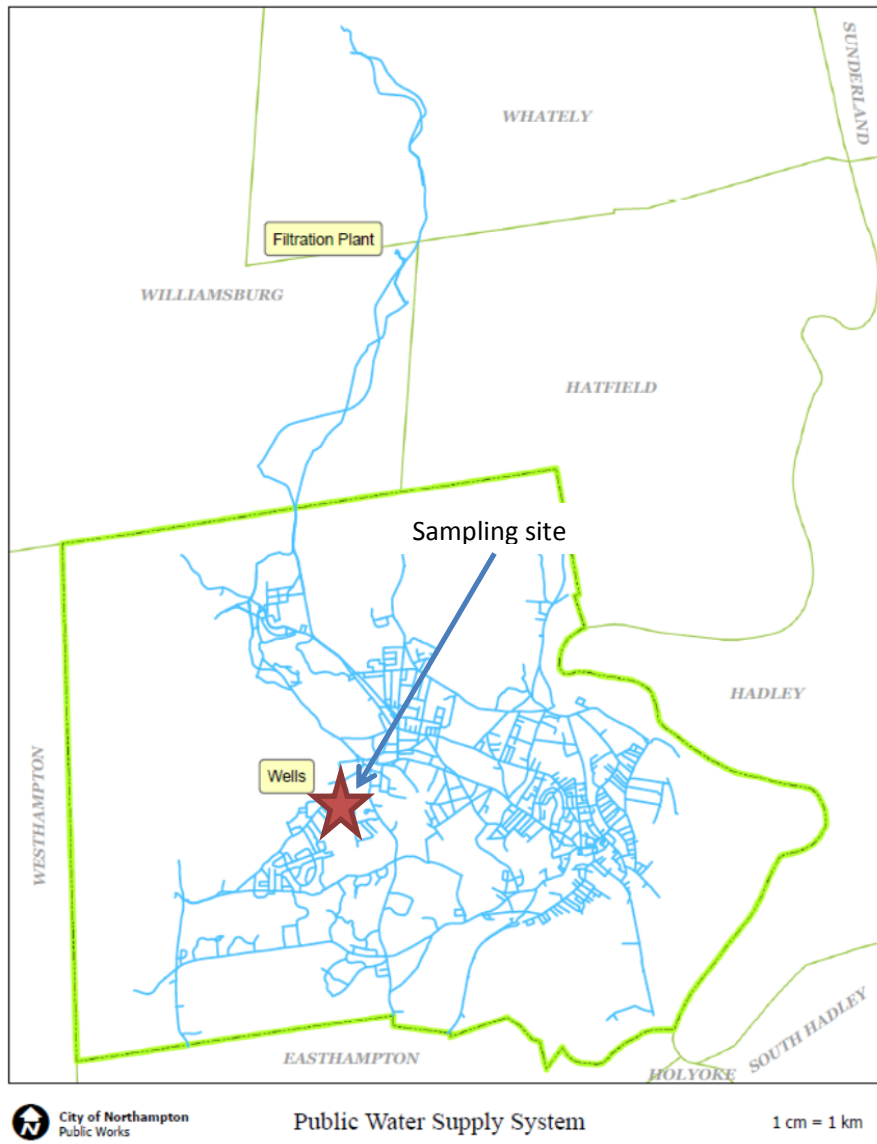 SUNDERLAND
WHATELY
Filtration Plant
WILLIAMSBURG
HATFIELD
Sampling site
HADLEY
Wells
WESTHAMPTON
EASTHAMPTON
SOUTH HADLEY
HOLYOKE
N
City of Northampton
Public Works
Public Water Supply System
1 cm = 1 km